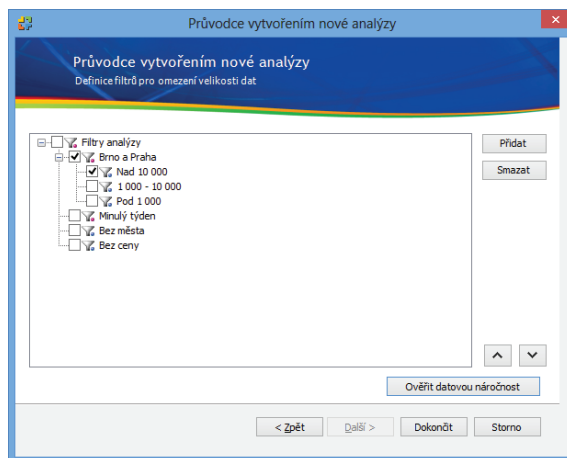 Průvodce vytvořením nové analýzy
Průvodce vytvořením nové analýzy
Definice filtrů pro omezení velikosti dat
Filtry analýzy
Brno a Praha
Nad 10 000
1 000 - 10 000
Pod 1 000
Minulý týden
Bez města
Bez ceny
Přidat
Smazat
Ověřit datovou náročnost
< Zpět
Další >
Dokončit
Storno